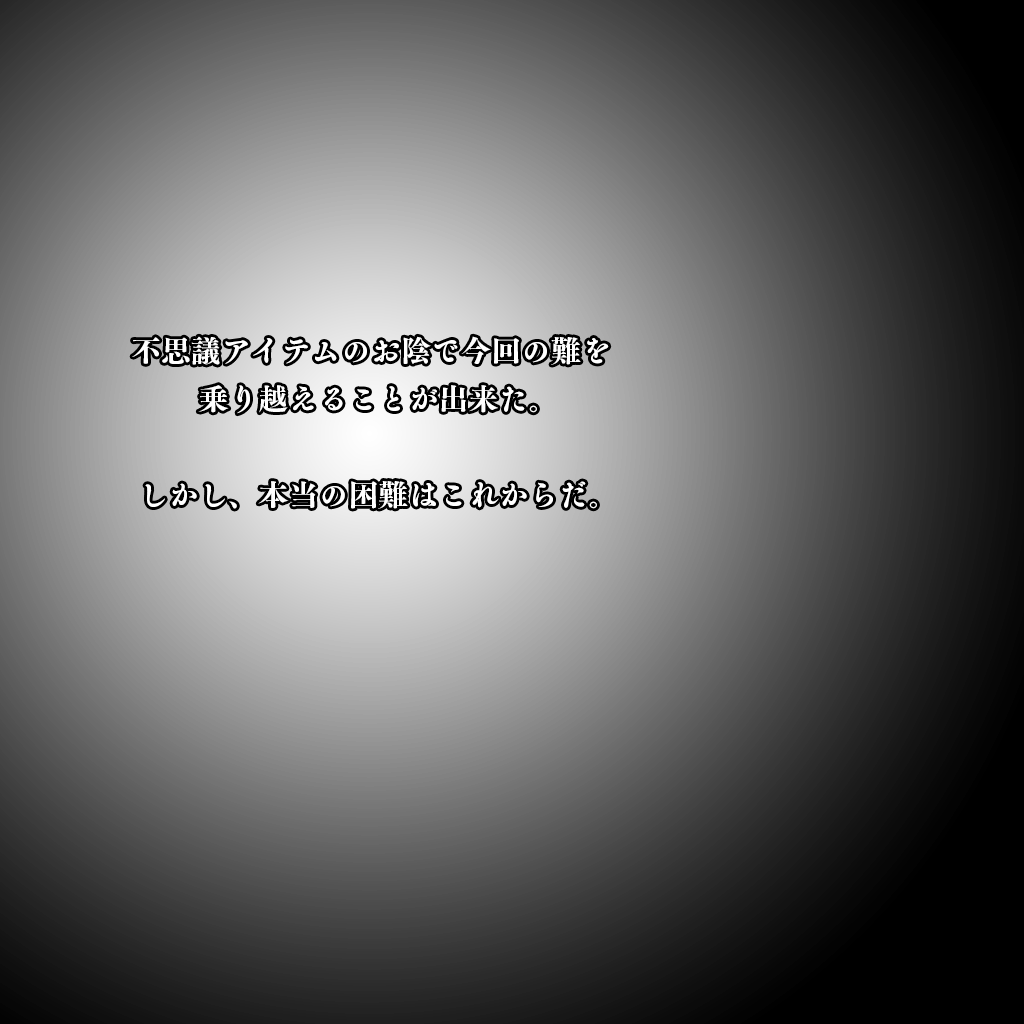 不思議アイテムのお陰で今回の難を
乗り越えることが出来た。
しかし、本当の困難はこれからだ。